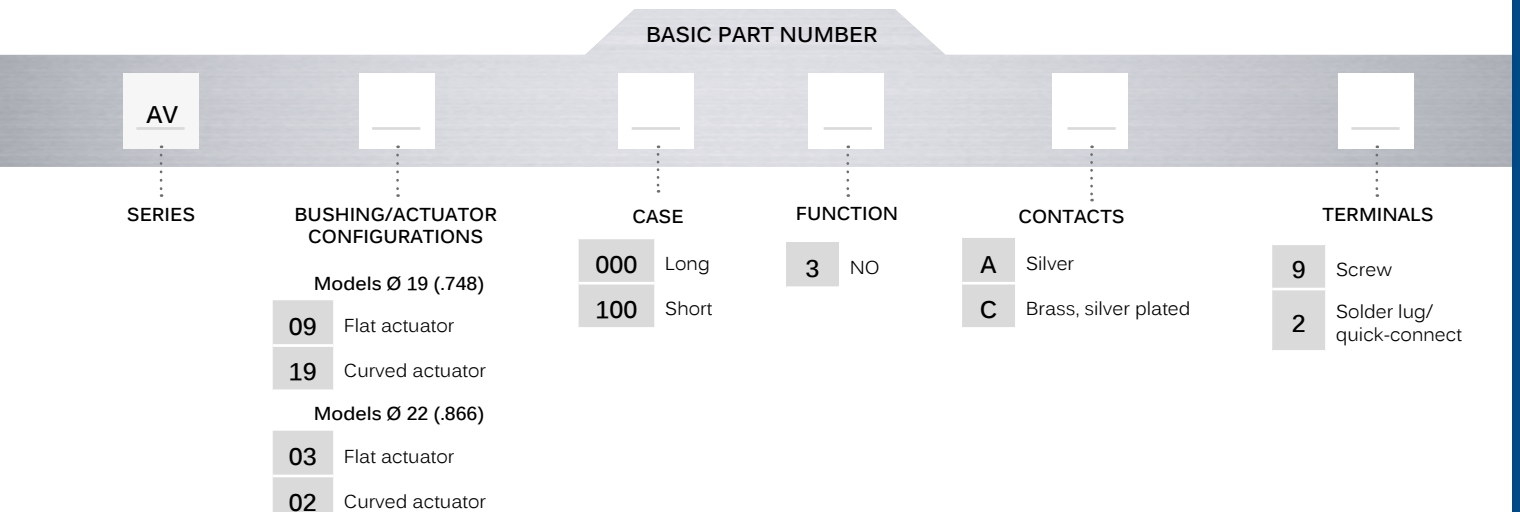 BASIC PART NUMBER
AV
SERIES
BUSHING/ACTUATOR
CONFIGURATIONS
Models Ø 19 (.748)
09 Flat actuator
19 Curved actuator
Models Ø 22 (.866)
03 Flat actuator
02 Curved actuator
CASE
000 Long
100 Short
FUNCTION
3 NO
CONTACTS
A Silver
C Brass, silver plated
TERMINALS
9 Screw
2 Solder lug/
quick-connect